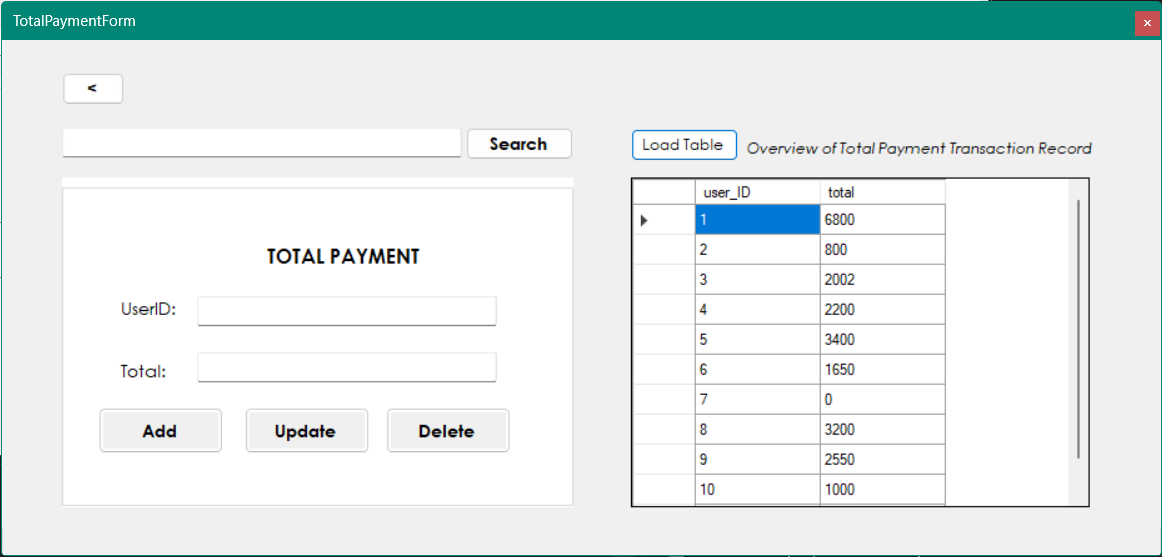 TotalPaymentForm
<
Search
Load Table
Overview of Total Payment Transaction Record
TOTAL PAYMENT
UserID:
Total:
Add
Update
Delete
user_ID total
1 6800
2 800
3 2002
4 2200
5 3400
6 1650
7 0
8 3200
9 2550
10 1000